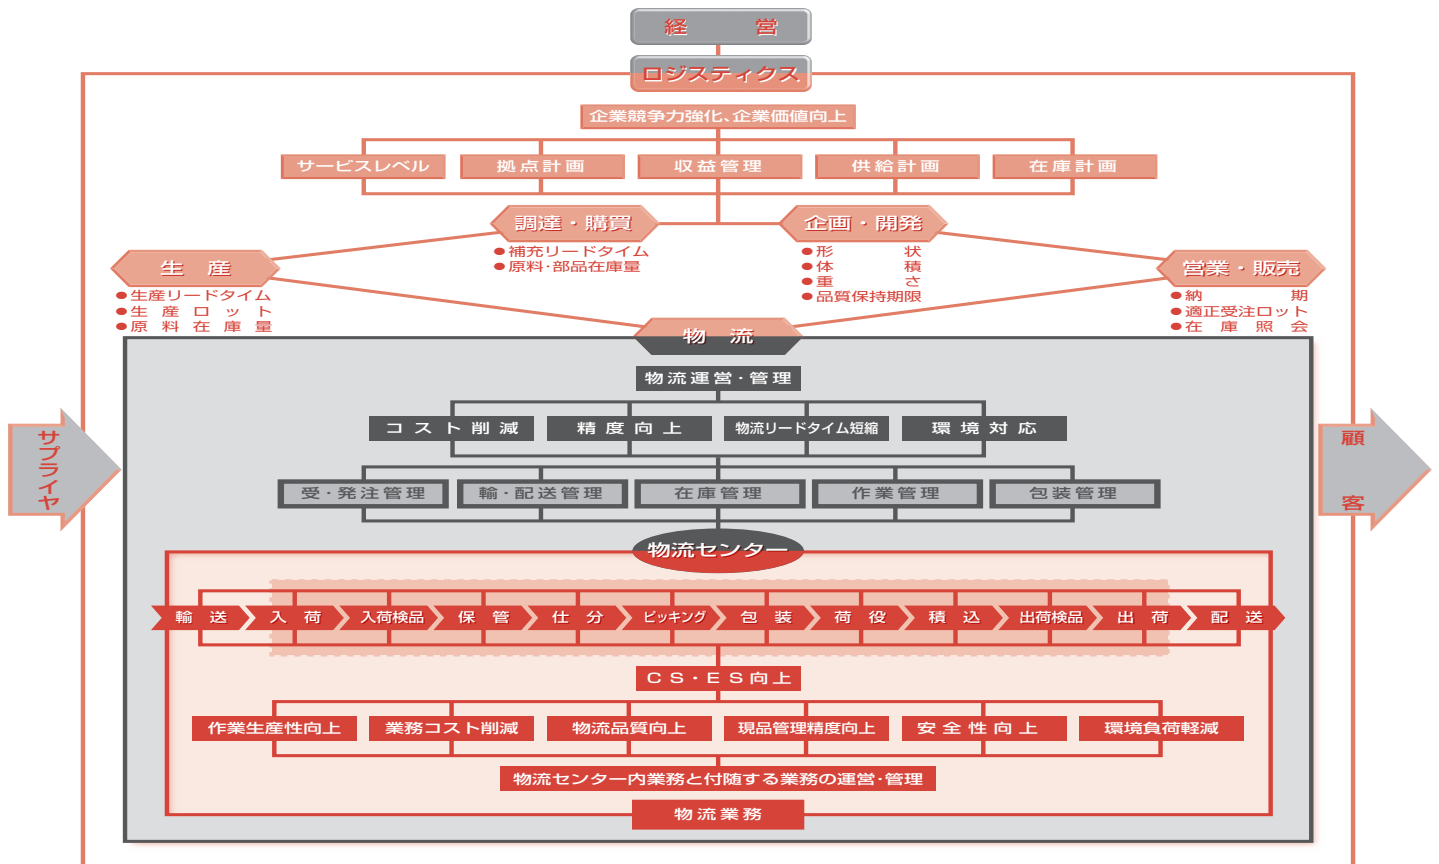 経営
ロジスティクス
企業競争力強化、企業価値向上
サービスレベル
拠点計画
収益管理
供給計画
在庫計画
調達・購買
●補充リードタイム
●原料・部品在庫量
企画・開発
●形状
●体積
●重さ
●品質保持期限
生産
●生産リードタイム
●生産ロット
●原料在庫量
営業・販売
●納期
●適正受注ロット
●在庫照会
物流
物流運営・管理
コスト削減
精度向上
物流リードタイム短縮
環境対応
サプライヤ
顧客
受・発注管理
輸・配送管理
在庫管理
作業管理
包装管理
物流センター
輸送
入荷
入荷検品
保管
仕分
ピッキング
包装
荷役
積込
出荷検品
出荷
配送
CS・ES向上
作業生産性向上
業務コスト削減
物流品質向上
現品管理精度向上
安全性向上
環境負荷軽減
物流センター内業務と付随する業務の運営・管理
物流業務